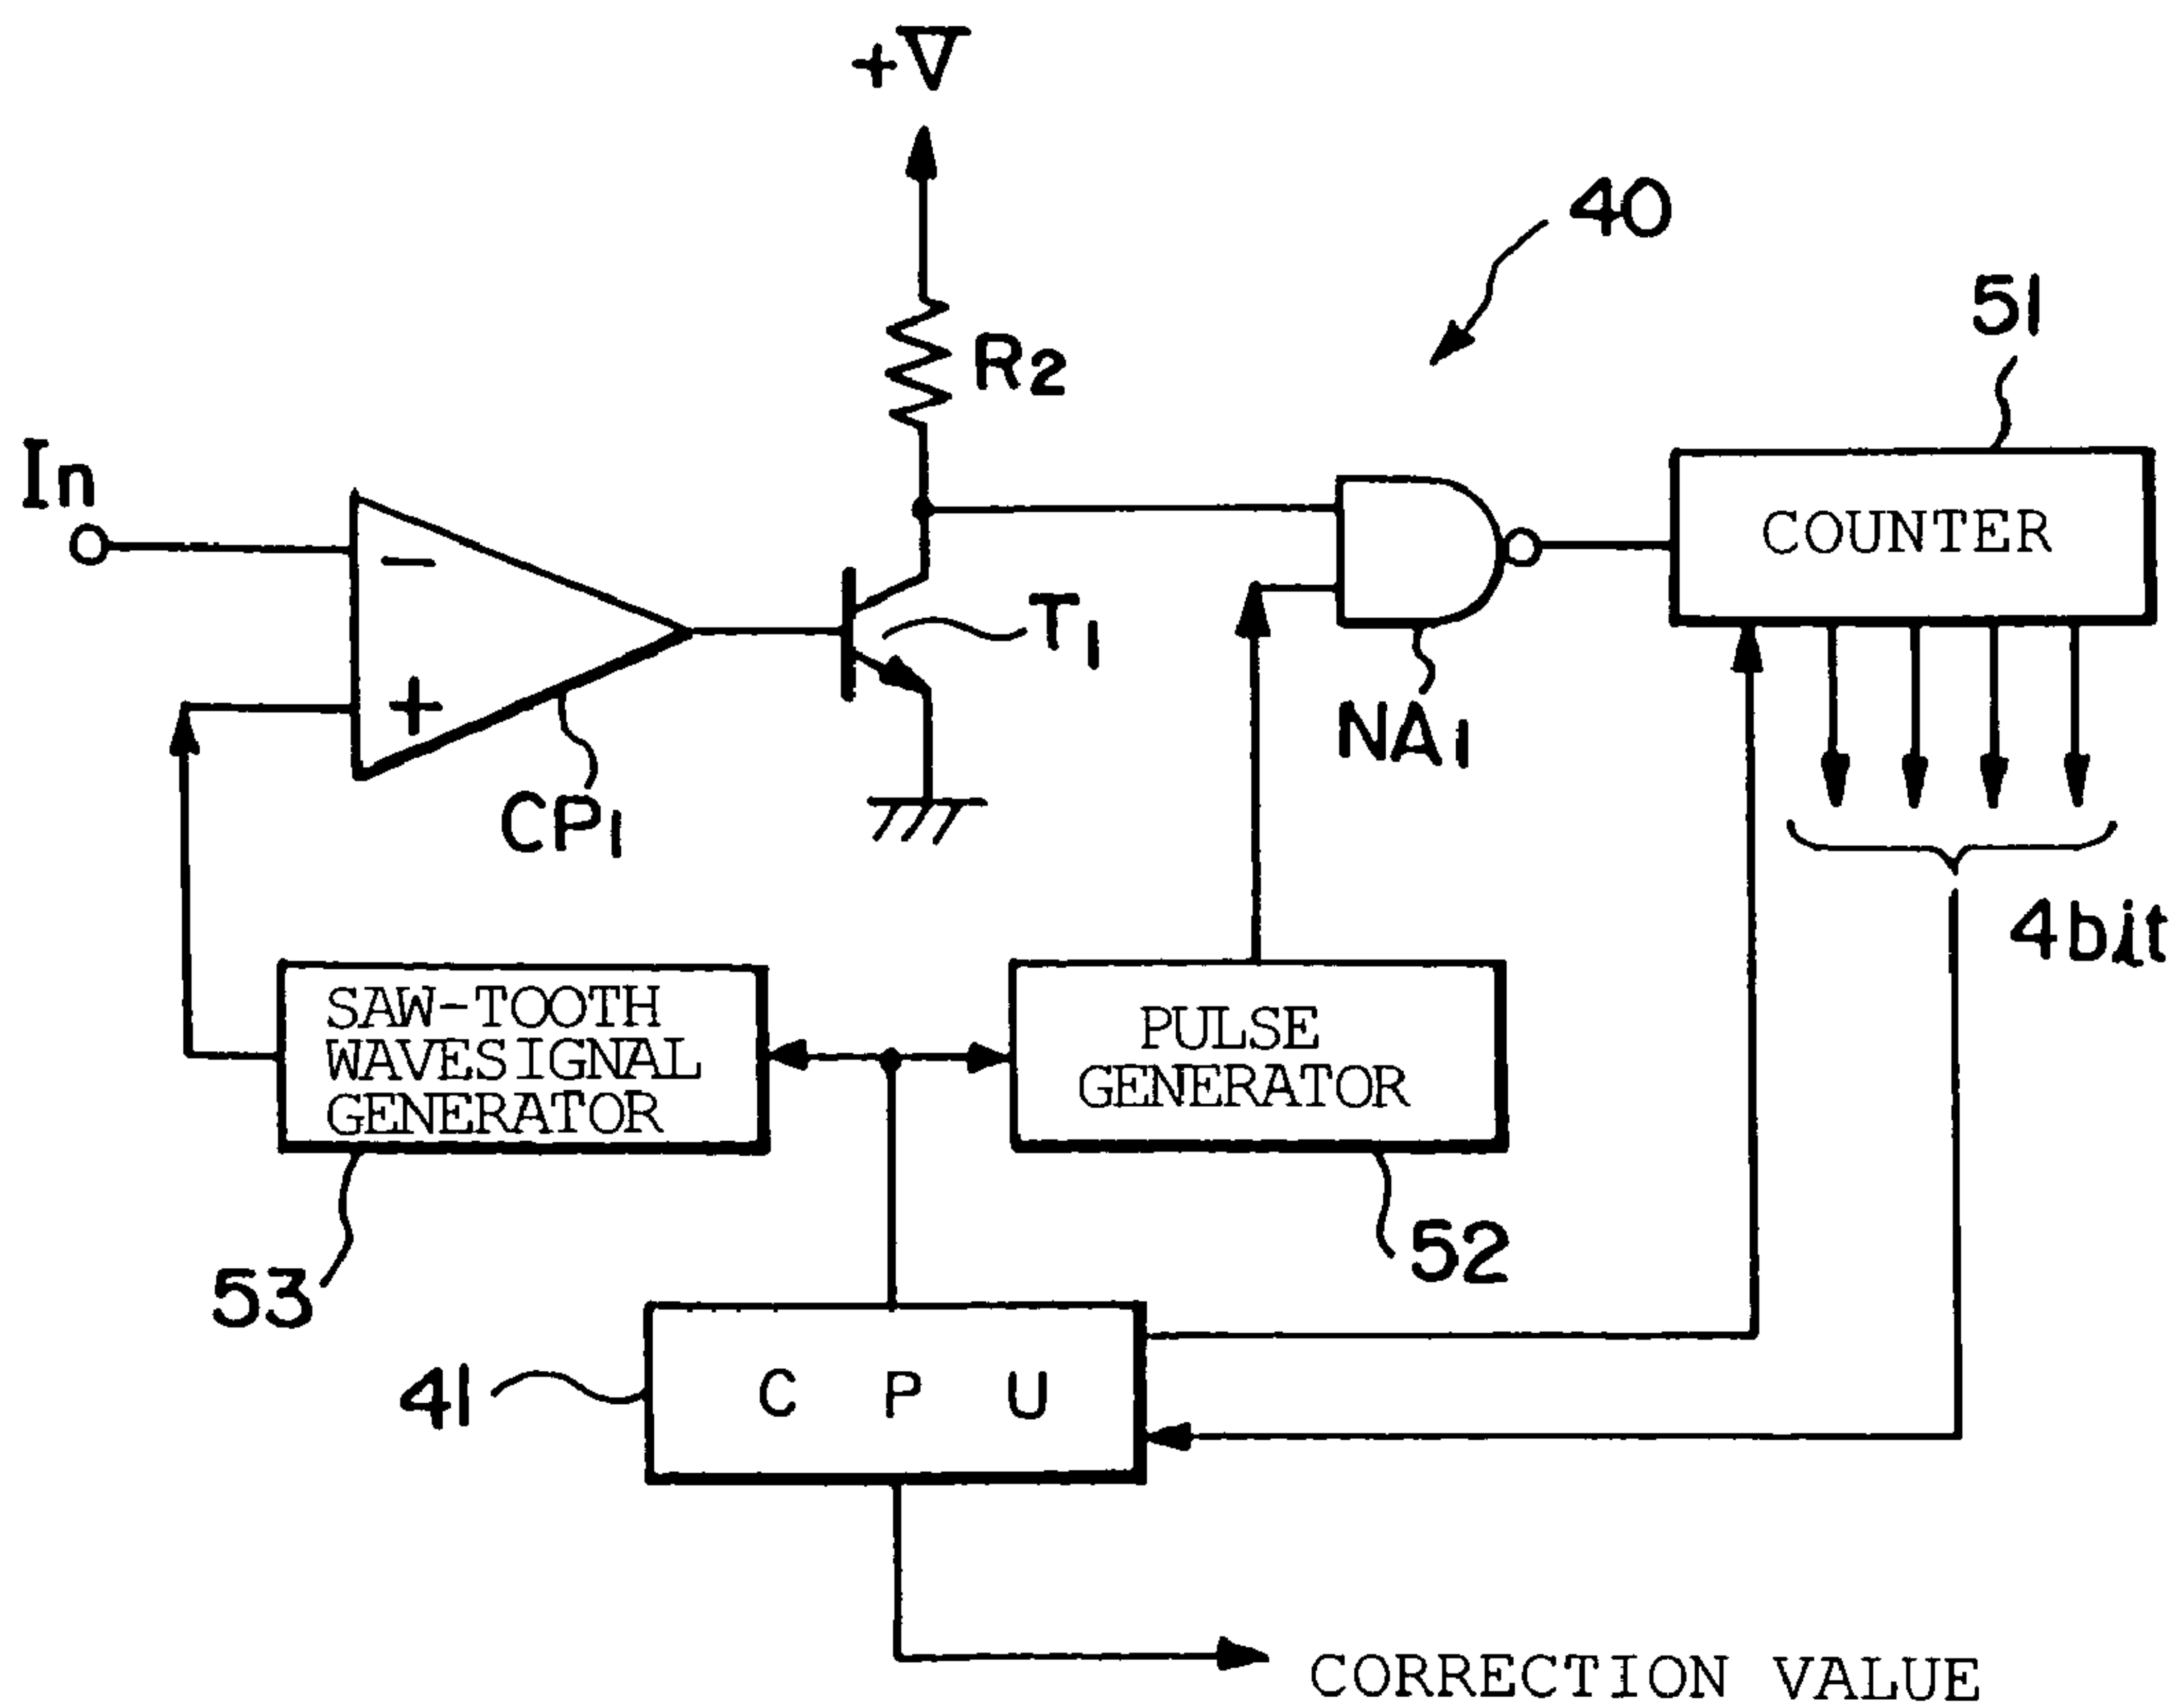 +V
40
51
R2
In
COUNTER
−
T1
+
NA1
CP1
4bit
SAW-TOOTH
WAVESIGNAL
GENERATOR
PULSE
GENERATOR
52
53
41
C P U
CORRECTION VALUE